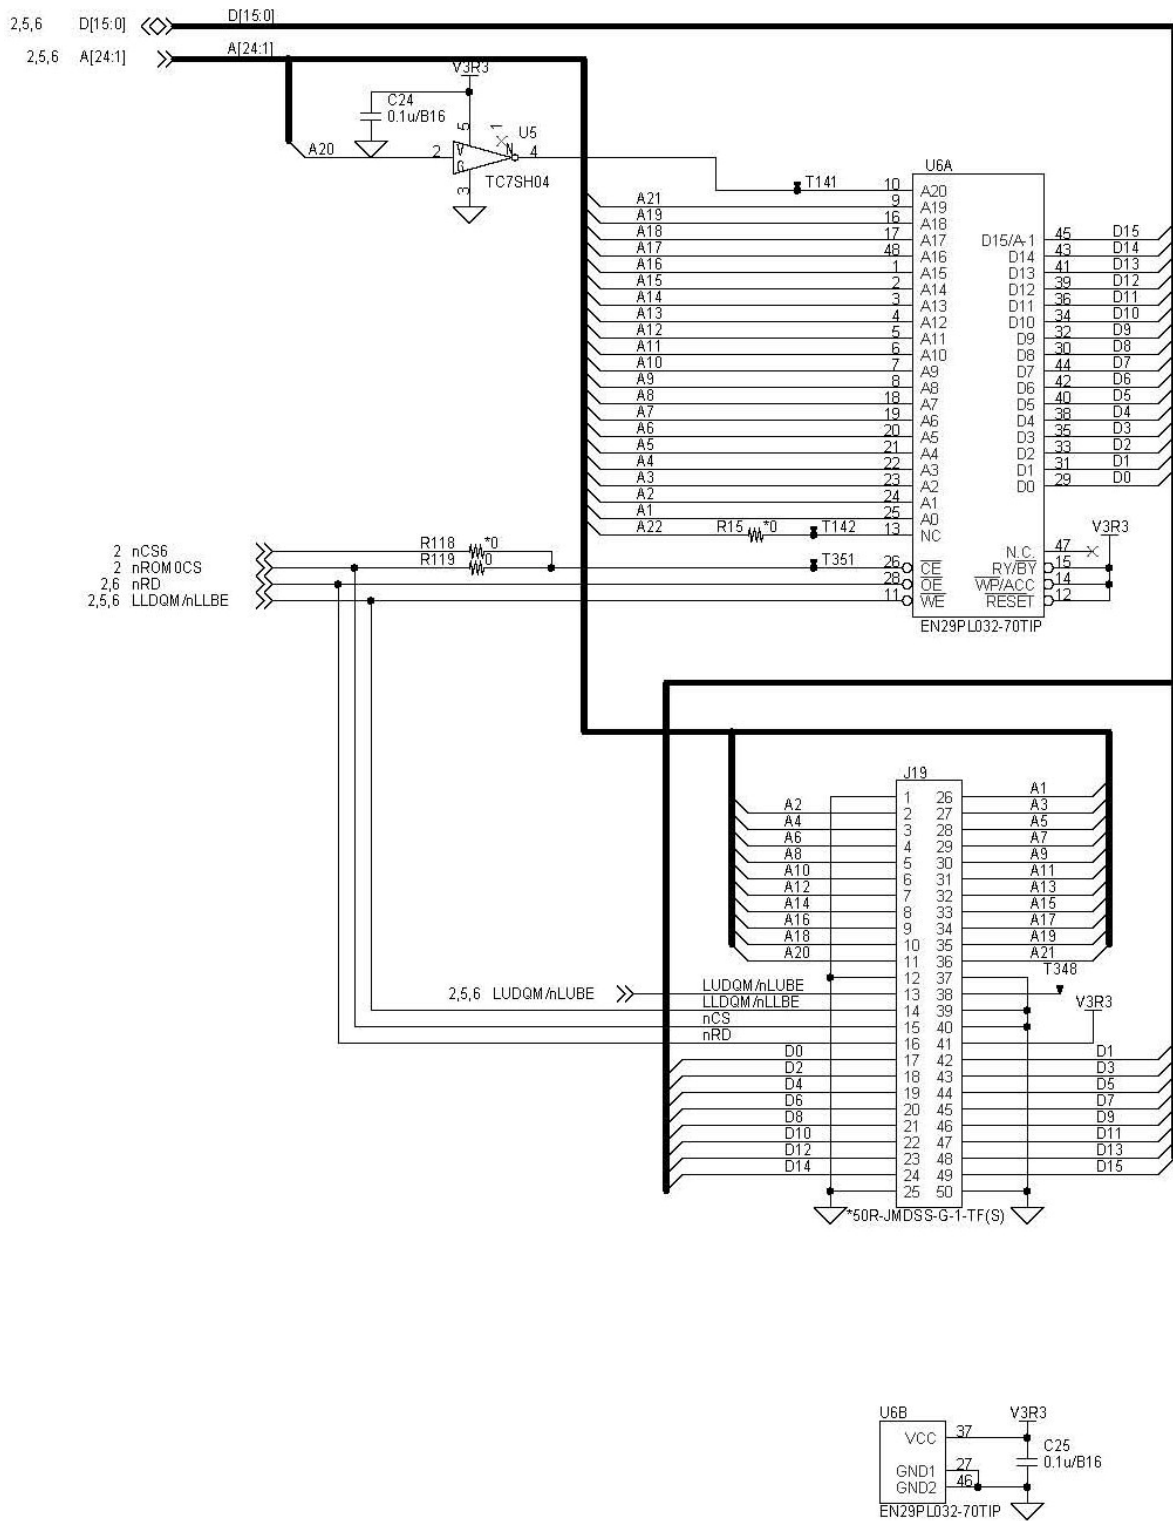 2,5,6 D[15:0] D[15:0]
2,5,6 A[24:1] A[24:1]
V3R3
C24
0.1u/B16
5 1 U5
A20 2 V G N 4
TC7SH04
3
U6A
T141 10 A20
A21 9 A19
A19 16 A18
A18 17 A17 D15/A-1 45 D15
A17 48 A16 D14 43 D14
A16 1 A15 D13 41 D13
A15 2 A14 D12 39 D12
A14 3 A13 D11 36 D11
A13 4 A12 D10 34 D10
A12 5 A11 D9 32 D9
A11 6 A10 D8 30 D8
A10 7 A9 D7 44 D7
A9 8 A8 D6 42 D6
A8 18 A7 D5 40 D5
A7 19 A6 D4 38 D4
A6 20 A5 D3 35 D3
A5 21 A4 D2 33 D2
A4 22 A3 D1 31 D1
A3 23 A2 D0 29 D0
A2 24 A1
A1 25 A0
A22 R15 *0 T142 13 NC V3R3
2 nCS6 R118 *0 N.C. 47
2 nROM0CS R119 0 T351 26 CE RY/BY 15
2,6 nRD 28 OE WP/ACC 14
2,5,6 LLDQM/nLLBE 11 WE RESET 12
EN29PL032-70TIP
J19
1 26 A1
A2 2 27 A3
A4 3 28 A5
A6 4 29 A7
A8 5 30 A9
A10 6 31 A11
A12 7 32 A13
A14 8 33 A15
A16 9 34 A17
A18 10 35 A19
A20 11 36 A21
12 37 T348
2,5,6 LUDQM/nLUBE LUDQM/nLUBE 13 38
LLDQM/nLLBE 14 39 V3R3
nCS 15 40
nRD 16 41
D0 17 42 D1
D2 18 43 D3
D4 19 44 D5
D6 20 45 D7
D8 21 46 D9
D10 22 47 D11
D12 23 48 D13
D14 24 49 D15
25 50
*50R-JMDSS-G-1-TF(S)
U6B V3R3
VCC 37
C25
0.1u/B16
GND1 27
GND2 46
EN29PL032-70TIP